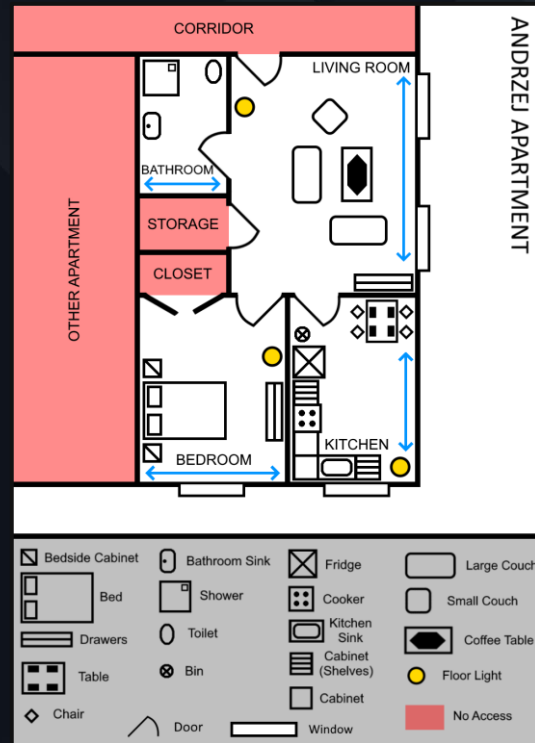 CORRIDOR
LIVING ROOM
ANDRZEJ APARTMENT
BATHROOM
STORAGE
CLOSET
OTHER APARTMENT
BEDROOM
KITCHEN
Bedside Cabinet
Bed
Drawers
Table
Chair
Bathroom Sink
Shower
Toilet
Bin
Door
Fridge
Cooker
Kitchen
Sink
Cabinet
(Shelves)
Cabinet
Window
Large Couch
Small Couch
Coffee Table
Floor Light
No Access